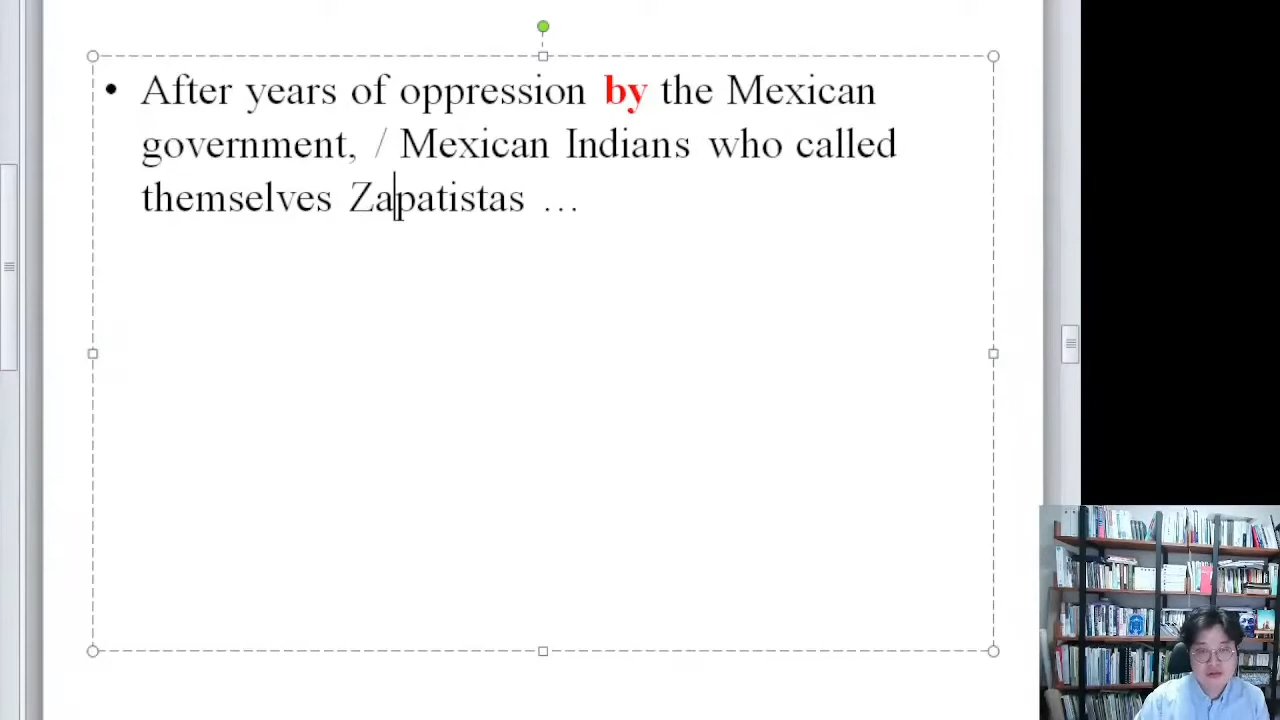 • After years of oppression by the Mexican
government, / Mexican Indians who called
themselves Zapatistas …